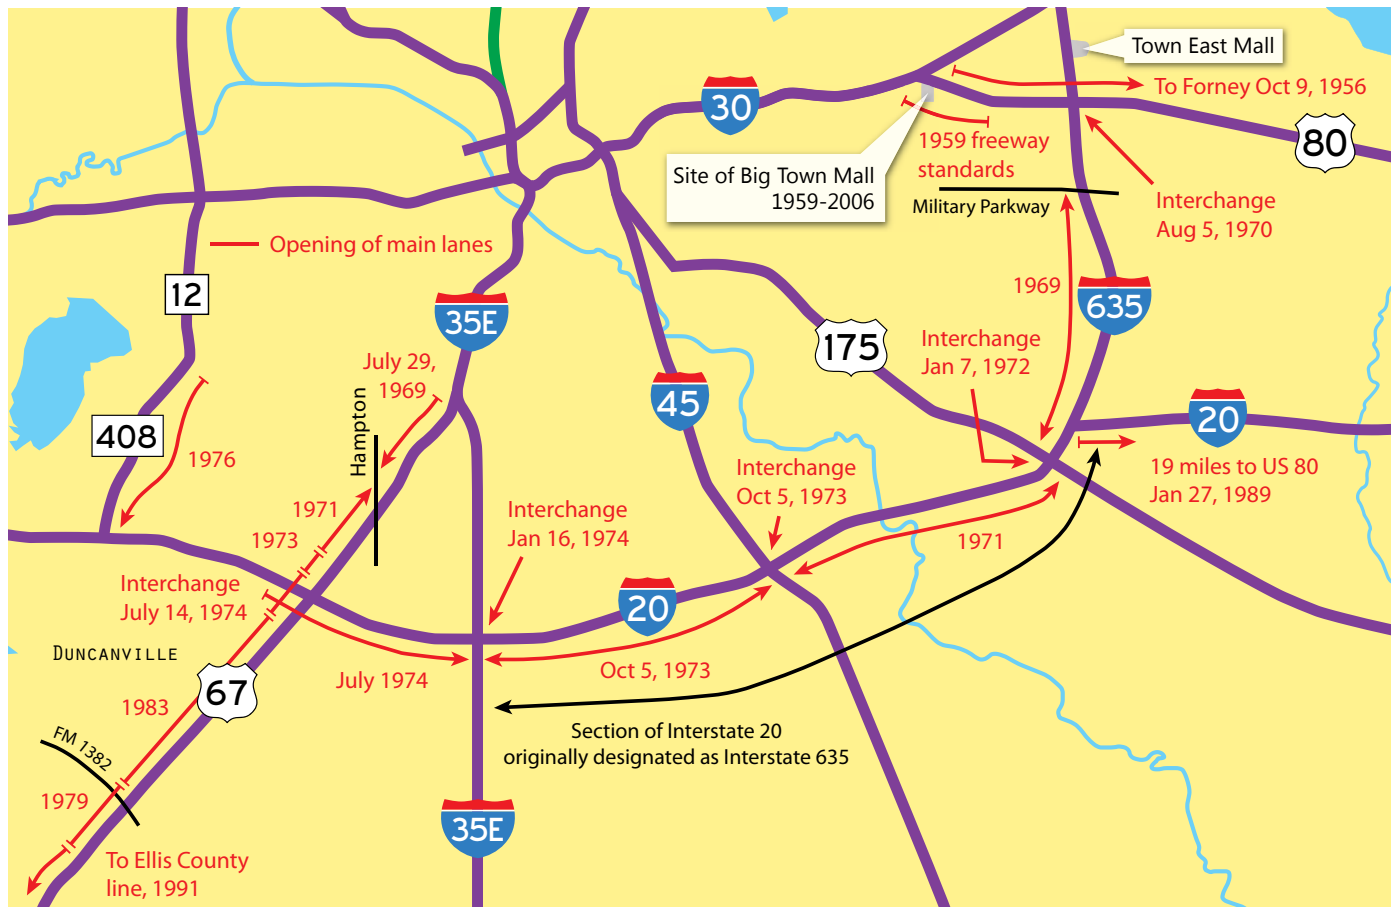 Town East Mall
To Forney Oct 9, 1956
30
80
1959 freeway
standards
Site of Big Town Mall
1959-2006
Military Parkway
Interchange
Aug 5, 1970
Opening of main lanes
12
35E
1969
635
Interchange
Jan 7, 1972
175
July 29,
1969
Hampton
45
20
408
1976
Interchange
Oct 5, 1973
19 miles to US 80
Jan 27, 1989
1971
Interchange
Jan 16, 1974
1973
1971
Interchange
July 14, 1974
20
Duncanville
July 1974
Oct 5, 1973
67
1983
Section of Interstate 20
originally designated as Interstate 635
FM 1382
1979
35E
To Ellis County
line, 1991